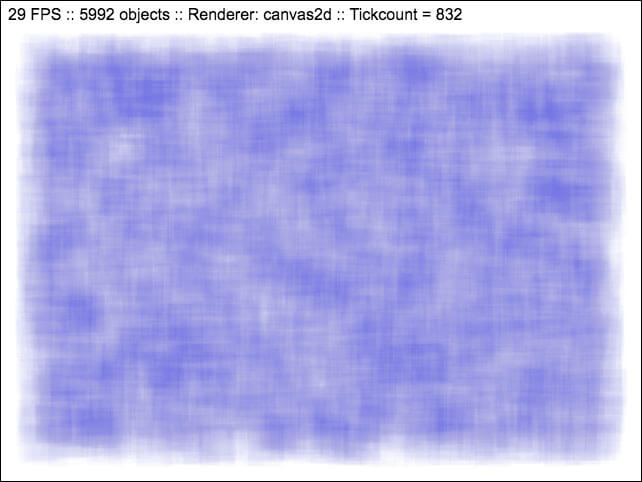 29 FPS :: 5992 objects :: Renderer: canvas2d :: Tickcount = 832